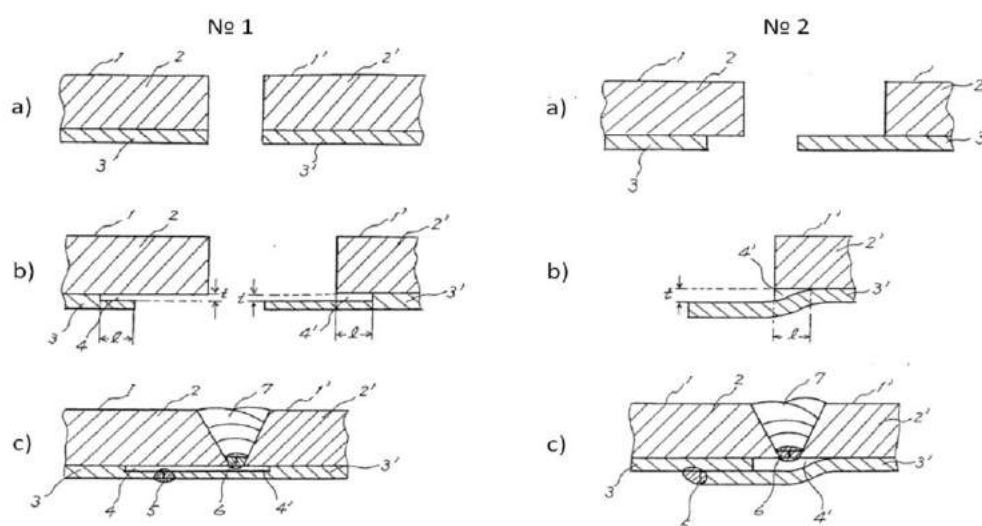 № 1
a)
1 2 1' 2'
3 3'
b)
1 2 1' 2'
t t 3'
3 4 ℓ 4' ℓ
c)
1 2 7 1' 2'
3 4 5 6 4' 3'
№ 2
a)
1 2 2
3 3
b)
1' 2'
4'
t 3'
ℓ
c)
1 2 7 1' 2'
3 6 4' 3'